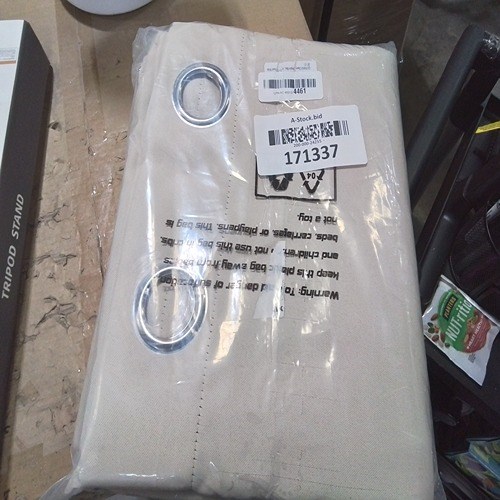 4461
A-Stock.bid
171337
04
Warning: To avoid danger of suffocation
keep this plastic bag away from babies
and children. Do not use this bag in cribs,
beds, carriages, or playpens. this bag is
not a toy.
TRIPOD STAND
PLANTERS
NUT-rition